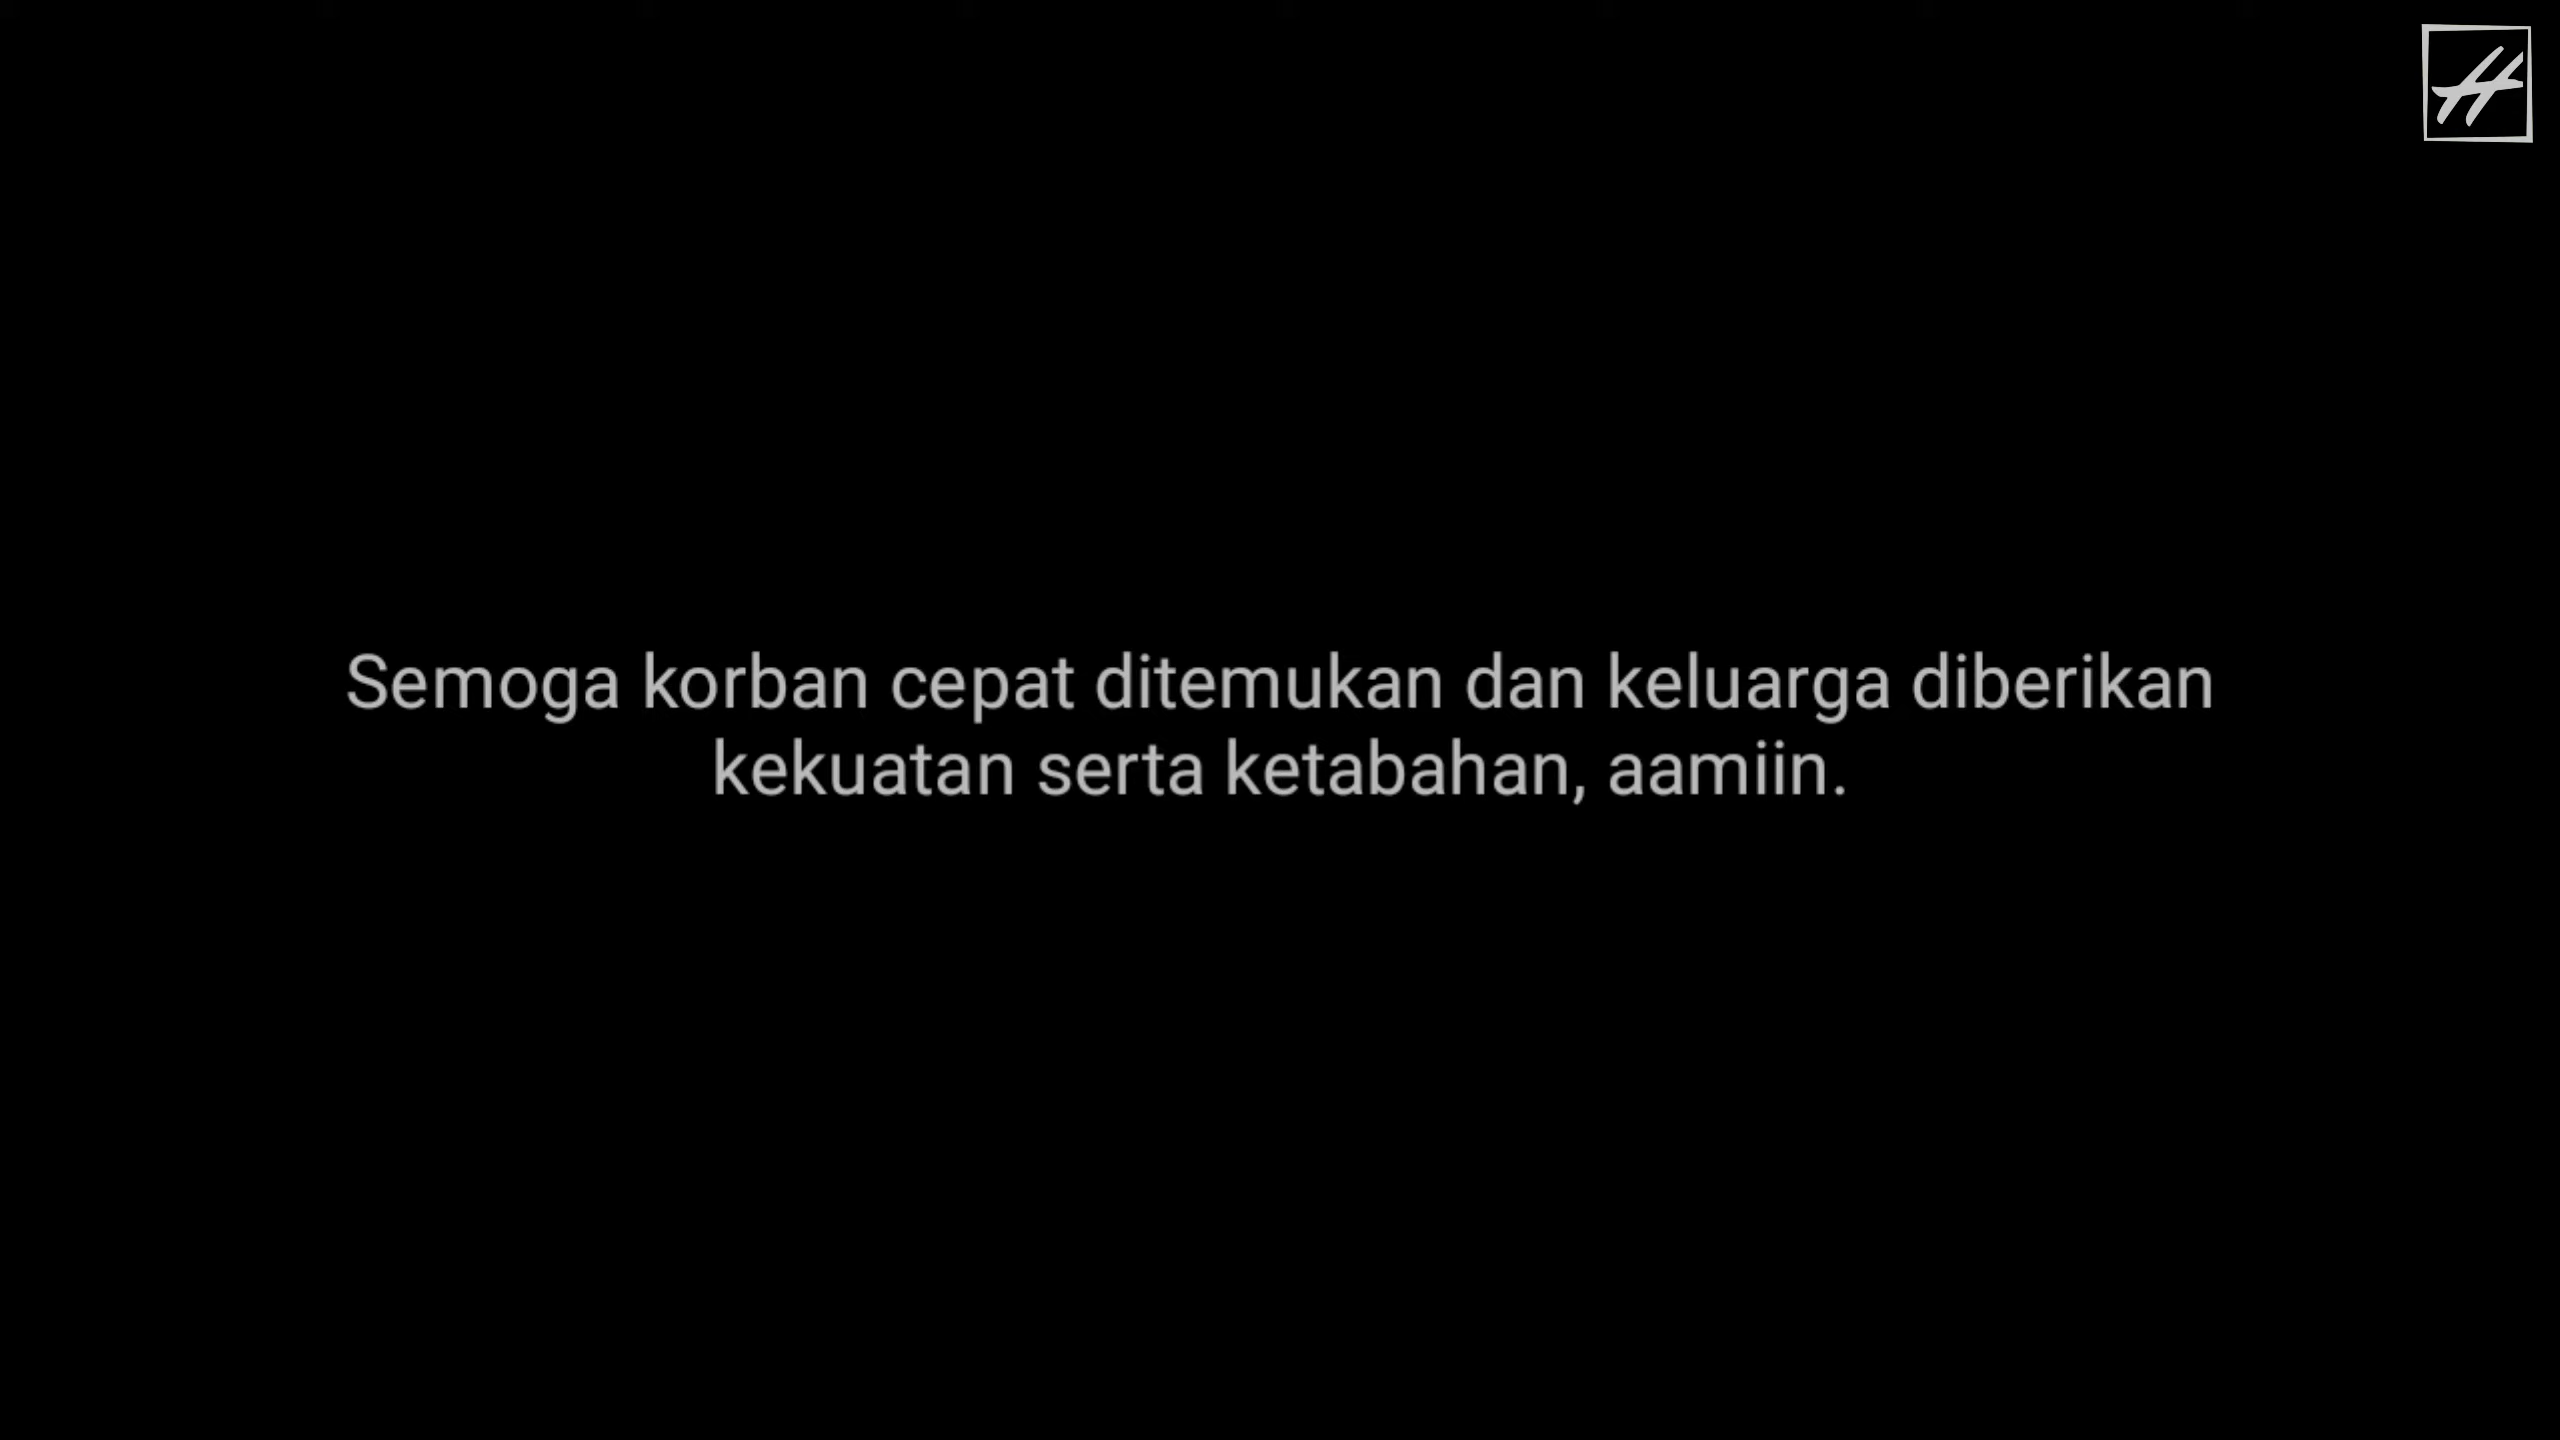 H
Semoga korban cepat ditemukan dan keluarga diberikan
kekuatan serta ketabahan, aamiin.